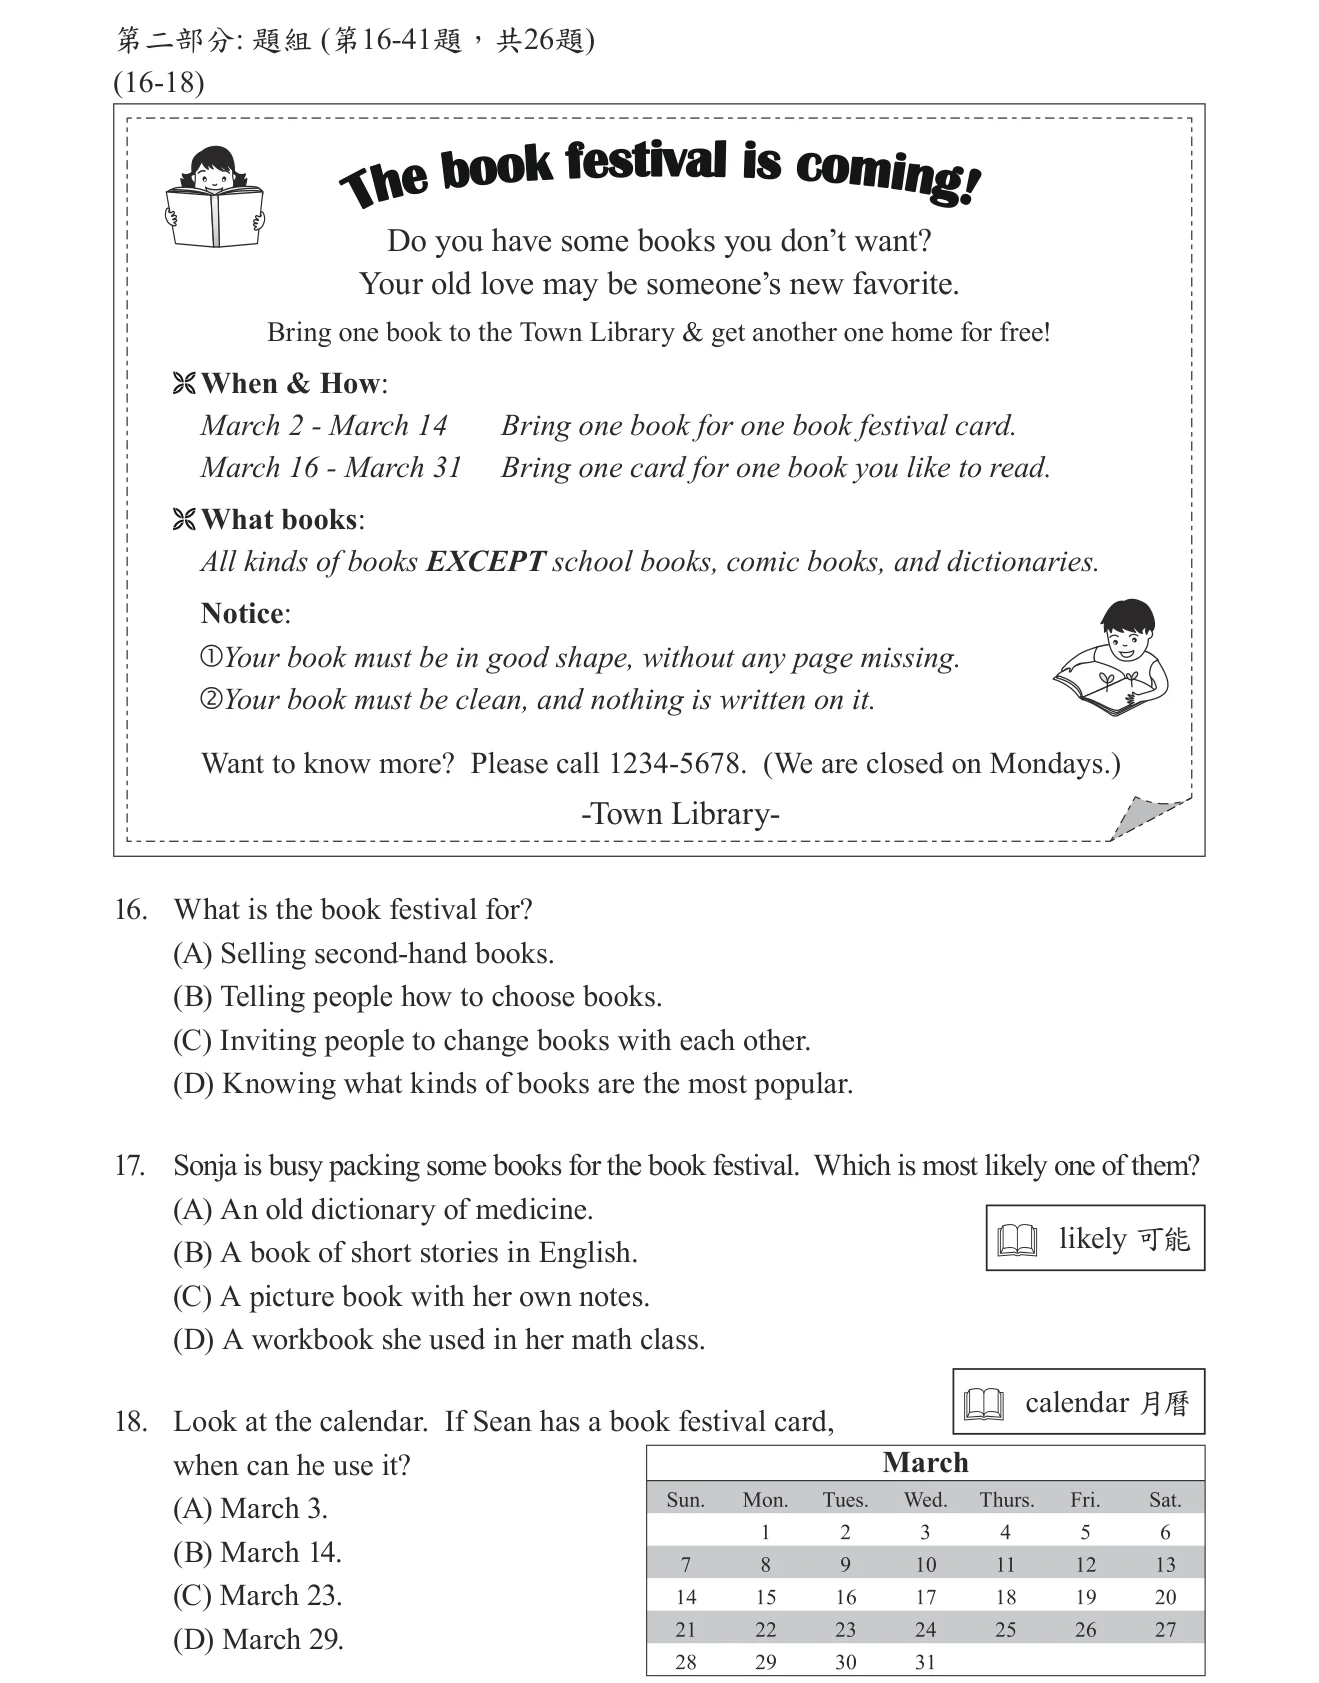 第二部分: 題組 (第16-41題，共26題)
(16-18)
The book festival is coming!
Do you have some books you don't want?
Your old love may be someone's new favorite.
Bring one book to the Town Library & get another one home for free!
When & How:
March 2 - March 14 Bring one book for one book festival card.
March 16 - March 31 Bring one card for one book you like to read.
What books:
All kinds of books EXCEPT school books, comic books, and dictionaries.
Notice:
①Your book must be in good shape, without any page missing.
②Your book must be clean, and nothing is written on it.
Want to know more? Please call 1234-5678. (We are closed on Mondays.)
-Town Library-
16. What is the book festival for?
(A) Selling second-hand books.
(B) Telling people how to choose books.
(C) Inviting people to change books with each other.
(D) Knowing what kinds of books are the most popular.
17. Sonja is busy packing some books for the book festival. Which is most likely one of them?
(A) An old dictionary of medicine.
(B) A book of short stories in English.
(C) A picture book with her own notes.
(D) A workbook she used in her math class.
likely 可能
18. Look at the calendar. If Sean has a book festival card,
when can he use it?
(A) March 3.
(B) March 14.
(C) March 23.
(D) March 29.
calendar 月曆
March
Sun. Mon. Tues. Wed. Thurs. Fri. Sat.
1 2 3 4 5 6
7 8 9 10 11 12 13
14 15 16 17 18 19 20
21 22 23 24 25 26 27
28 29 30 31